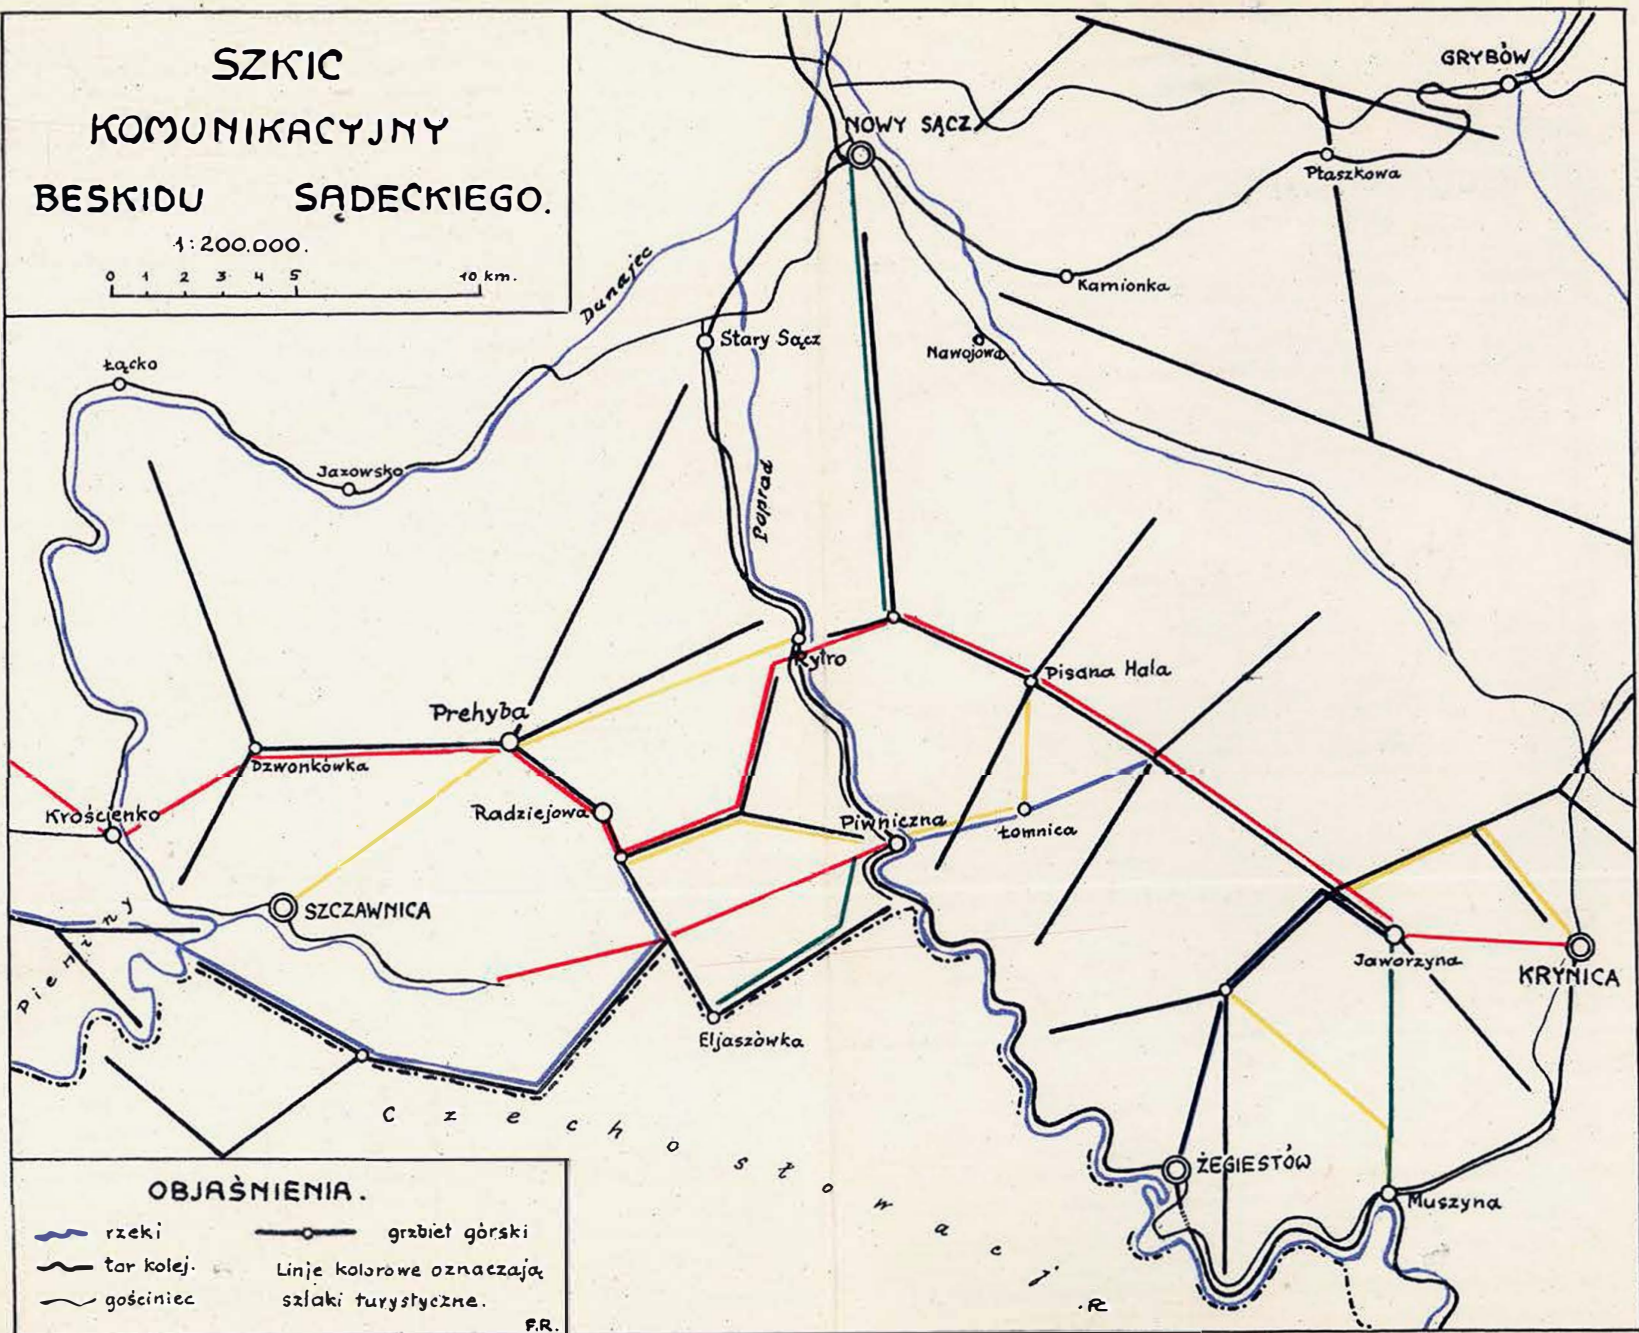 SZKIC
KOMUNIKACYJNY
BESKIDU SĄDECKIEGO.
1:200.000.
0 1 2 3 4 5 10 km.
GRYBÓW
NOWY SĄCZ
Ptaszkowa
Kamionka
Dunajec
Stary Sącz
Nawojowa
Łącko
Jazowsko
Poprad
Rytro
Pisana Hala
Prehyba
Dzwonkówka
Krościenko
Radziejowa
Piwniczna
Łomnica
SZCZAWNICA
Pieniny
Jaworzyna
KRYNICA
Eljaszówka
Czechosłowacj.
ŻEGIESTÓW
Muszyna
OBJAŚNIENIA.
rzeki
grzbiet górski
tor kolej.
Linje kolorowe oznaczają
gościniec
szlaki turystyczne.
F.R.